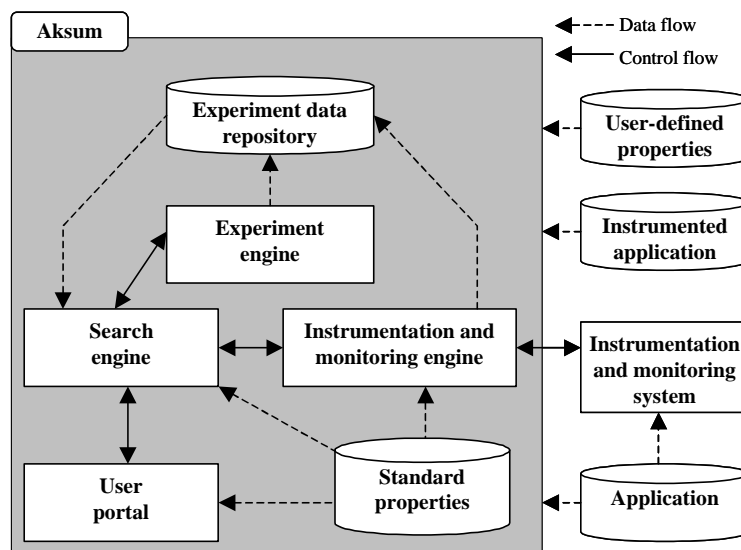 Aksum
Data flow
Control flow
Experiment data
repository
User-defined
properties
Experiment
engine
Instrumented
application
Search
engine
Instrumentation and
monitoring engine
Instrumentation
and monitoring
system
User
portal
Standard
properties
Application